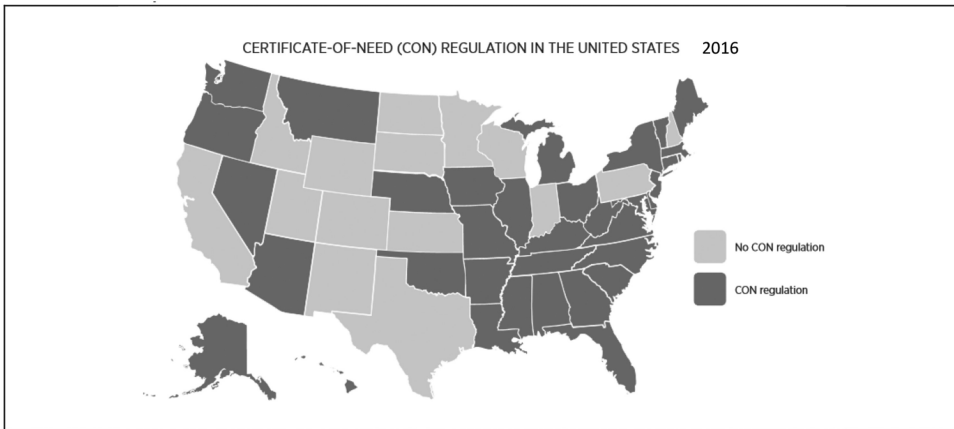 CERTIFICATE-OF-NEED (CON) REGULATION IN THE UNITED STATES 2016
No CON regulation
CON regulation